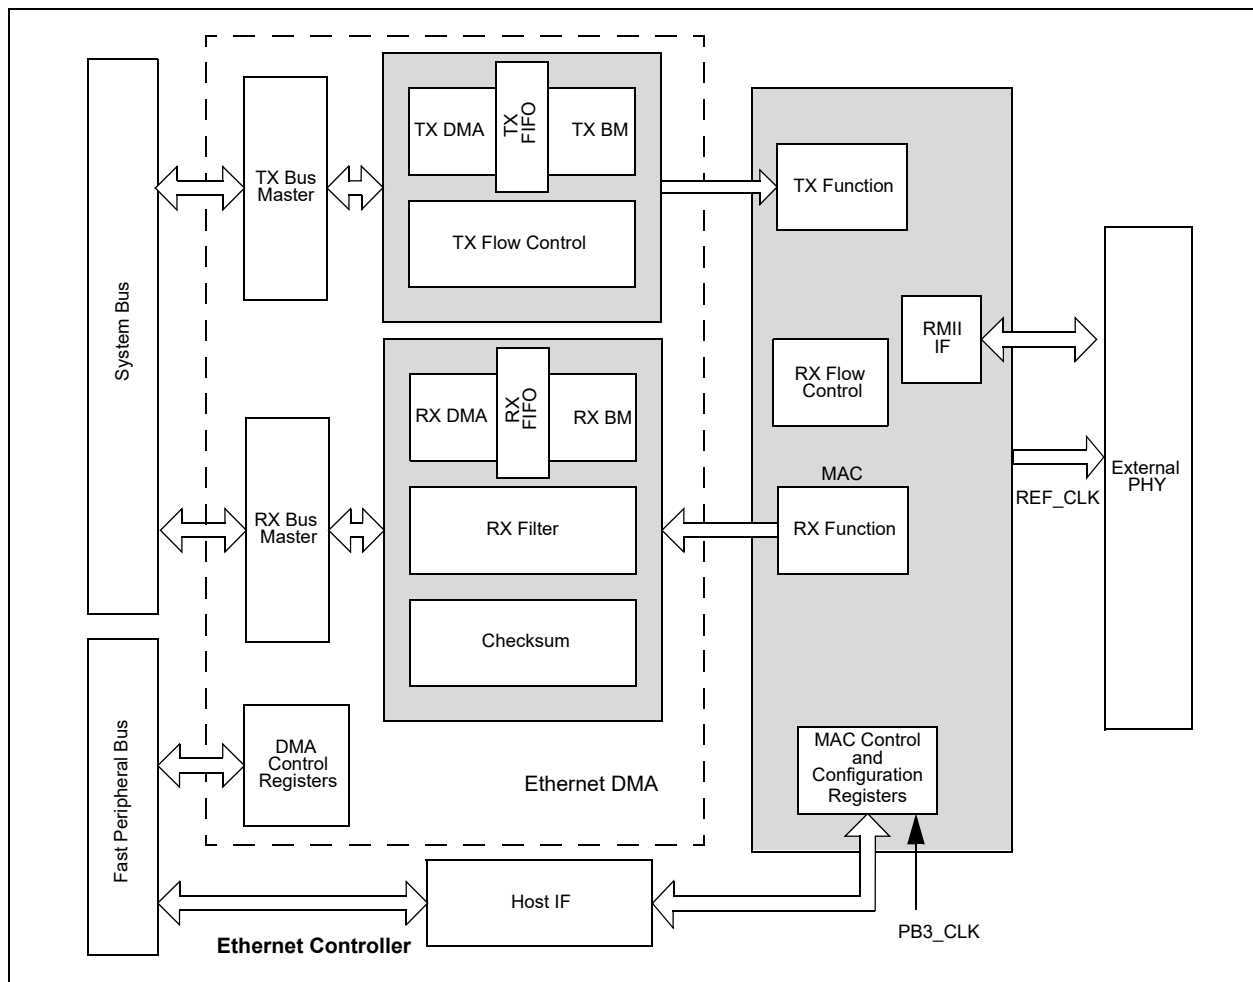 System Bus
Fast Peripheral Bus
TX Bus
Master
TX DMA
TX
FIFO
TX BM
TX Flow Control
RX Bus
Master
RX DMA
RX
FIFO
RX BM
RX Filter
Checksum
DMA
Control
Registers
Ethernet DMA
TX Function
RMII
IF
RX Flow
Control
MAC
RX Function
MAC Control
and
Configuration
Registers
REF_CLK
External
PHY
Host IF
PB3_CLK
Ethernet Controller